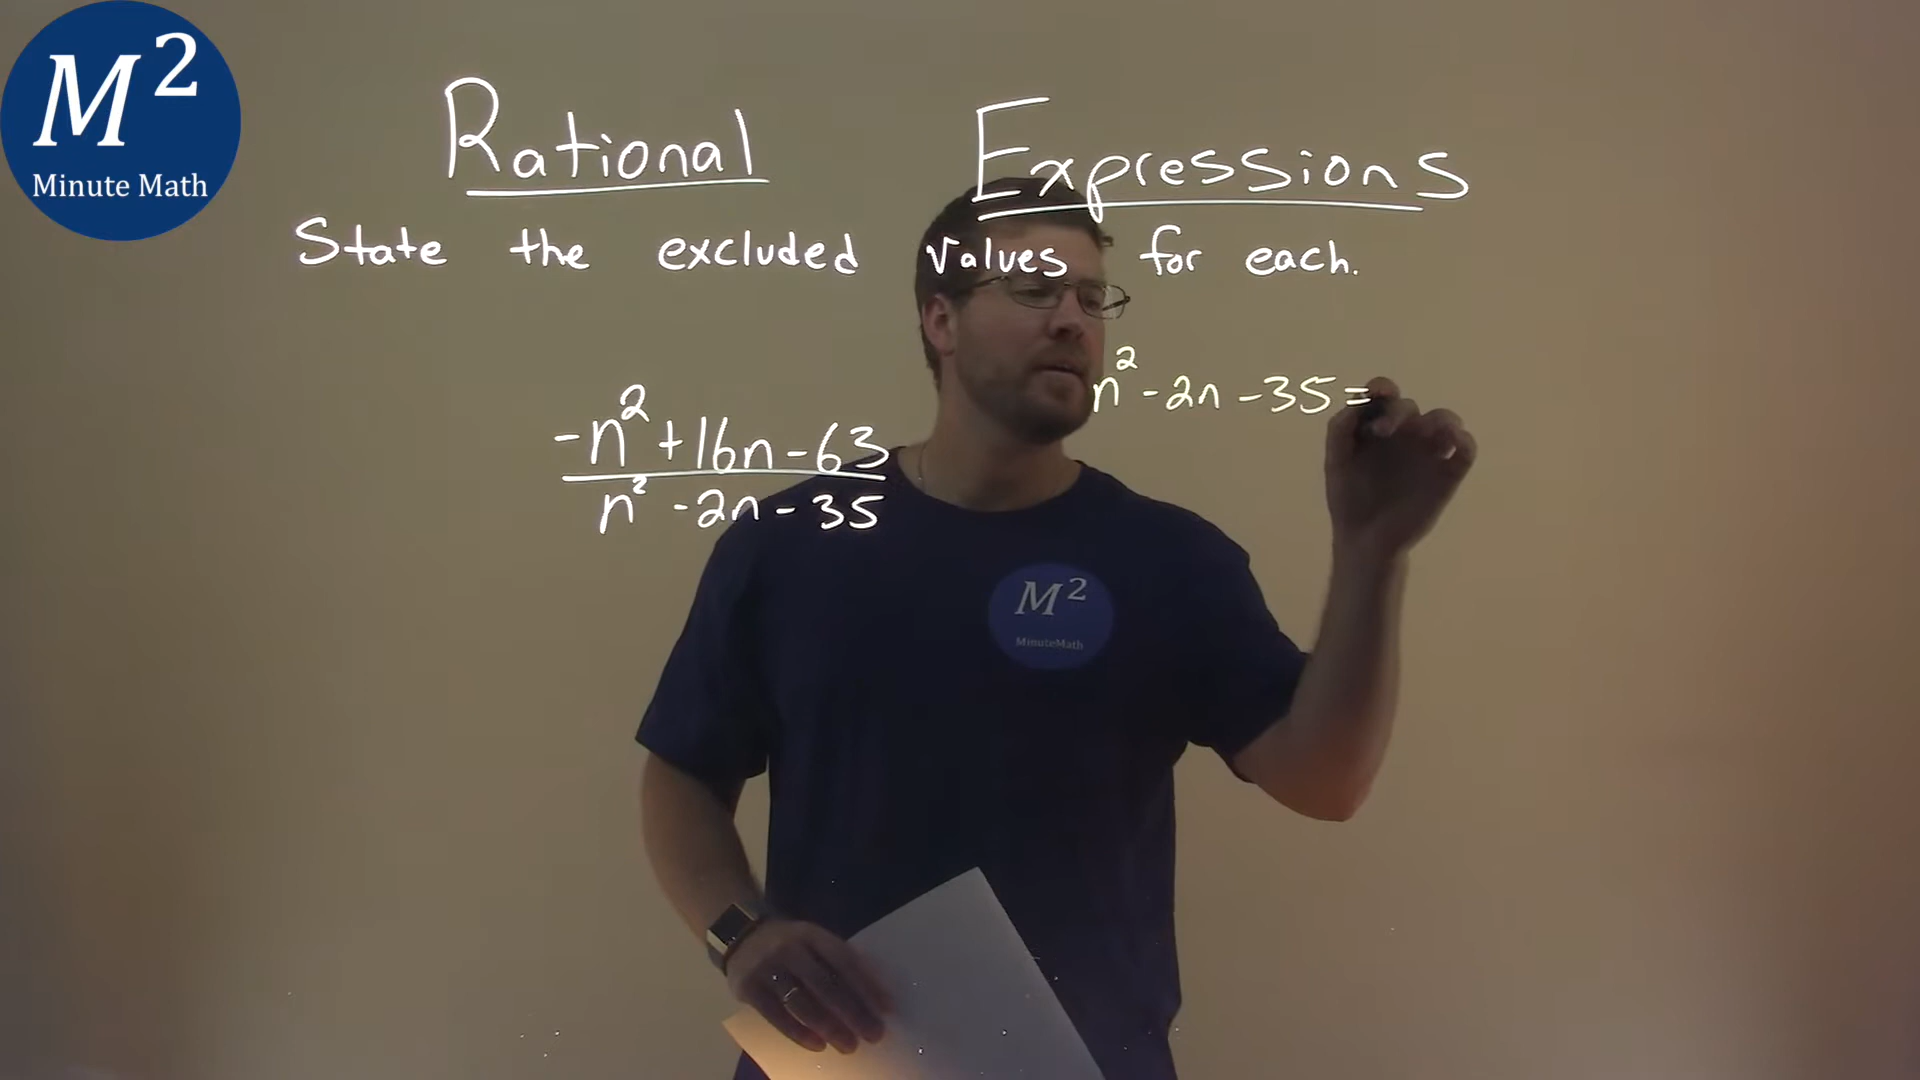 M²
Minute Math
Rational Expressions
State the excluded values for each.
n² - 2n - 35 =
-n² + 16n - 63
n² - 2n - 35
M²
MinuteMath